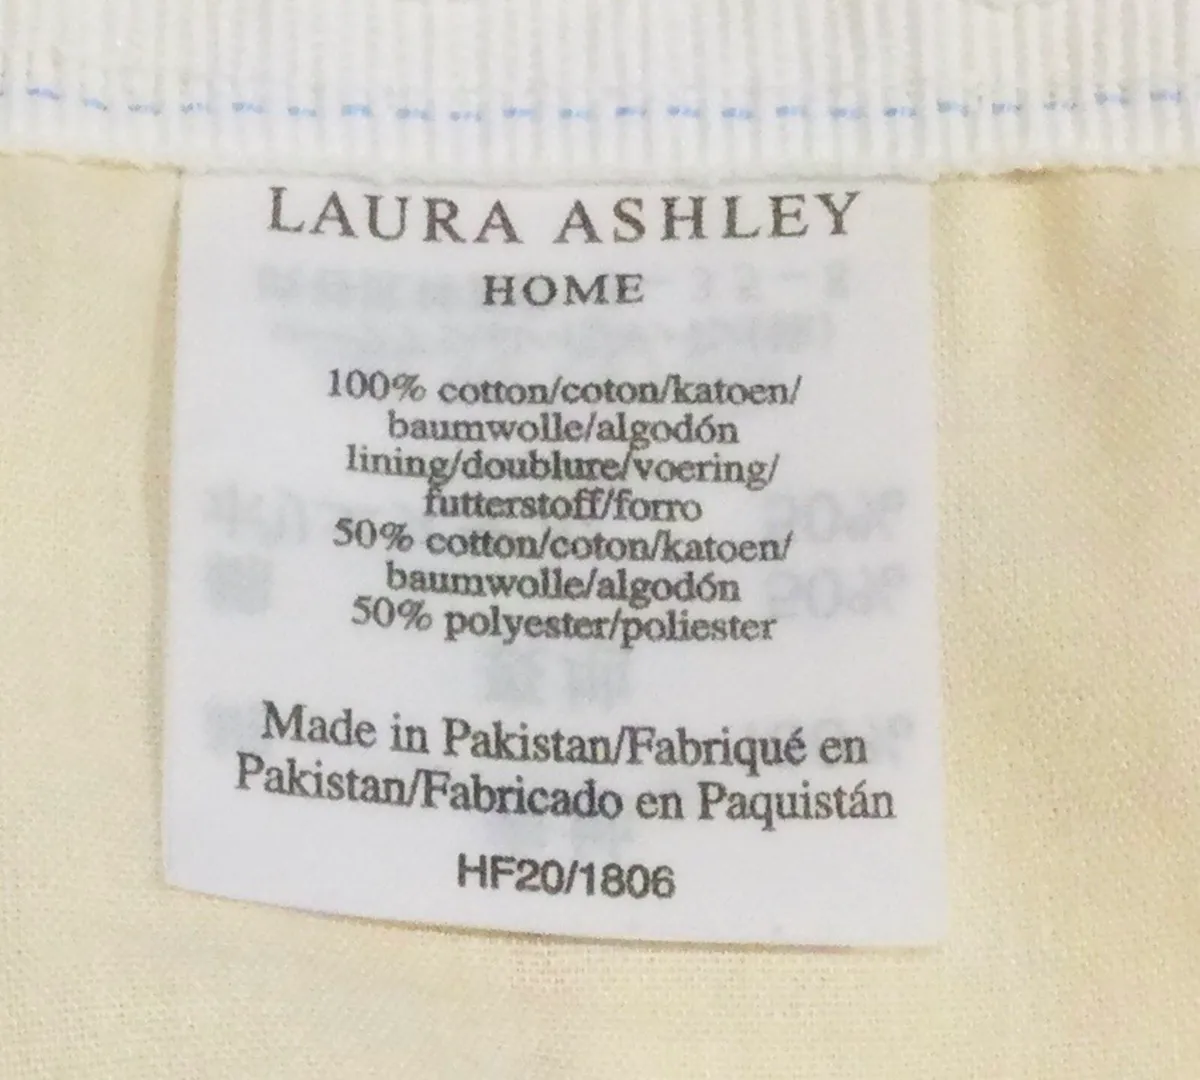 LAURA ASHLEY
HOME
100% cotton/coton/katoen/
baumwolle/algodón
lining/doublure/voering/
futterstoff/forro
50% cotton/coton/katoen/
baumwolle/algodón
50% polyester/poliester
Made in Pakistan/Fabriqué en
Pakistan/Fabricado en Paquistán
HF20/1806